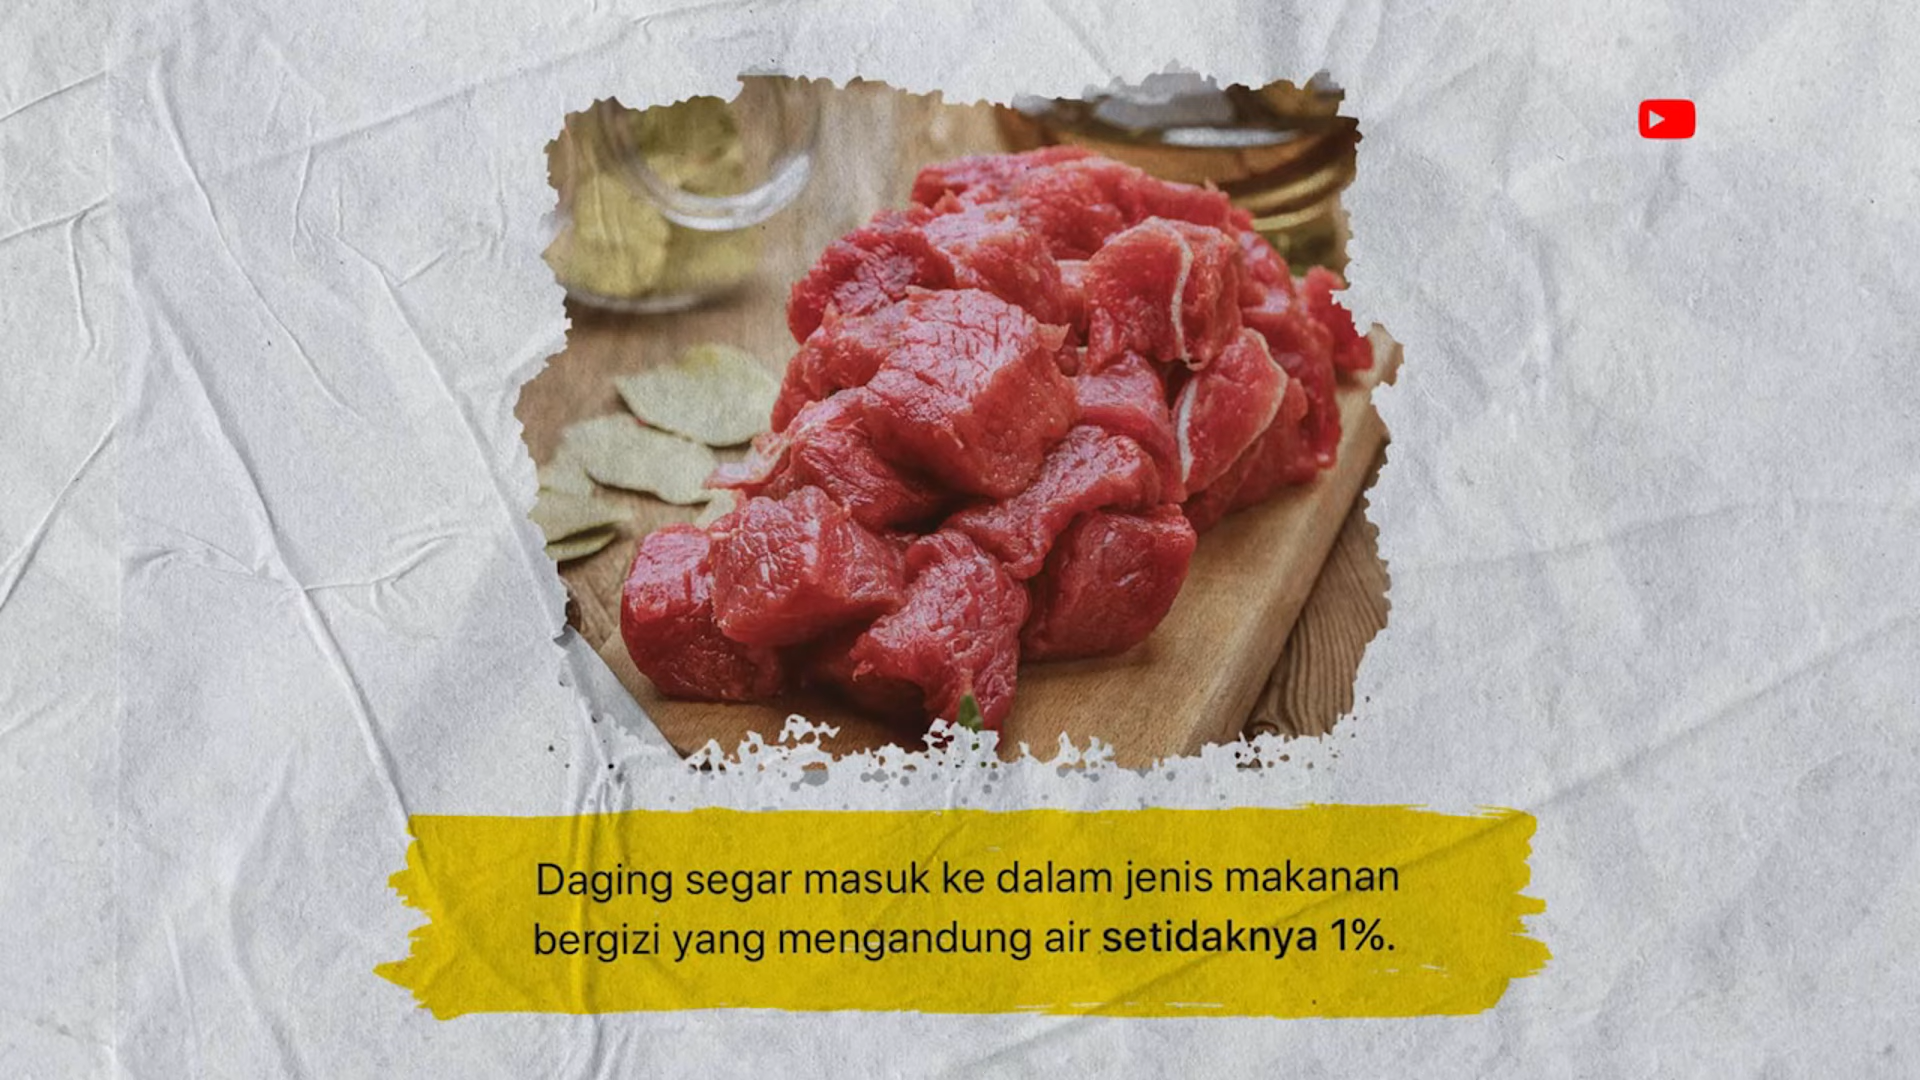 Daging segar masuk ke dalam jenis makanan
bergizi yang mengandung air setidaknya 1%.